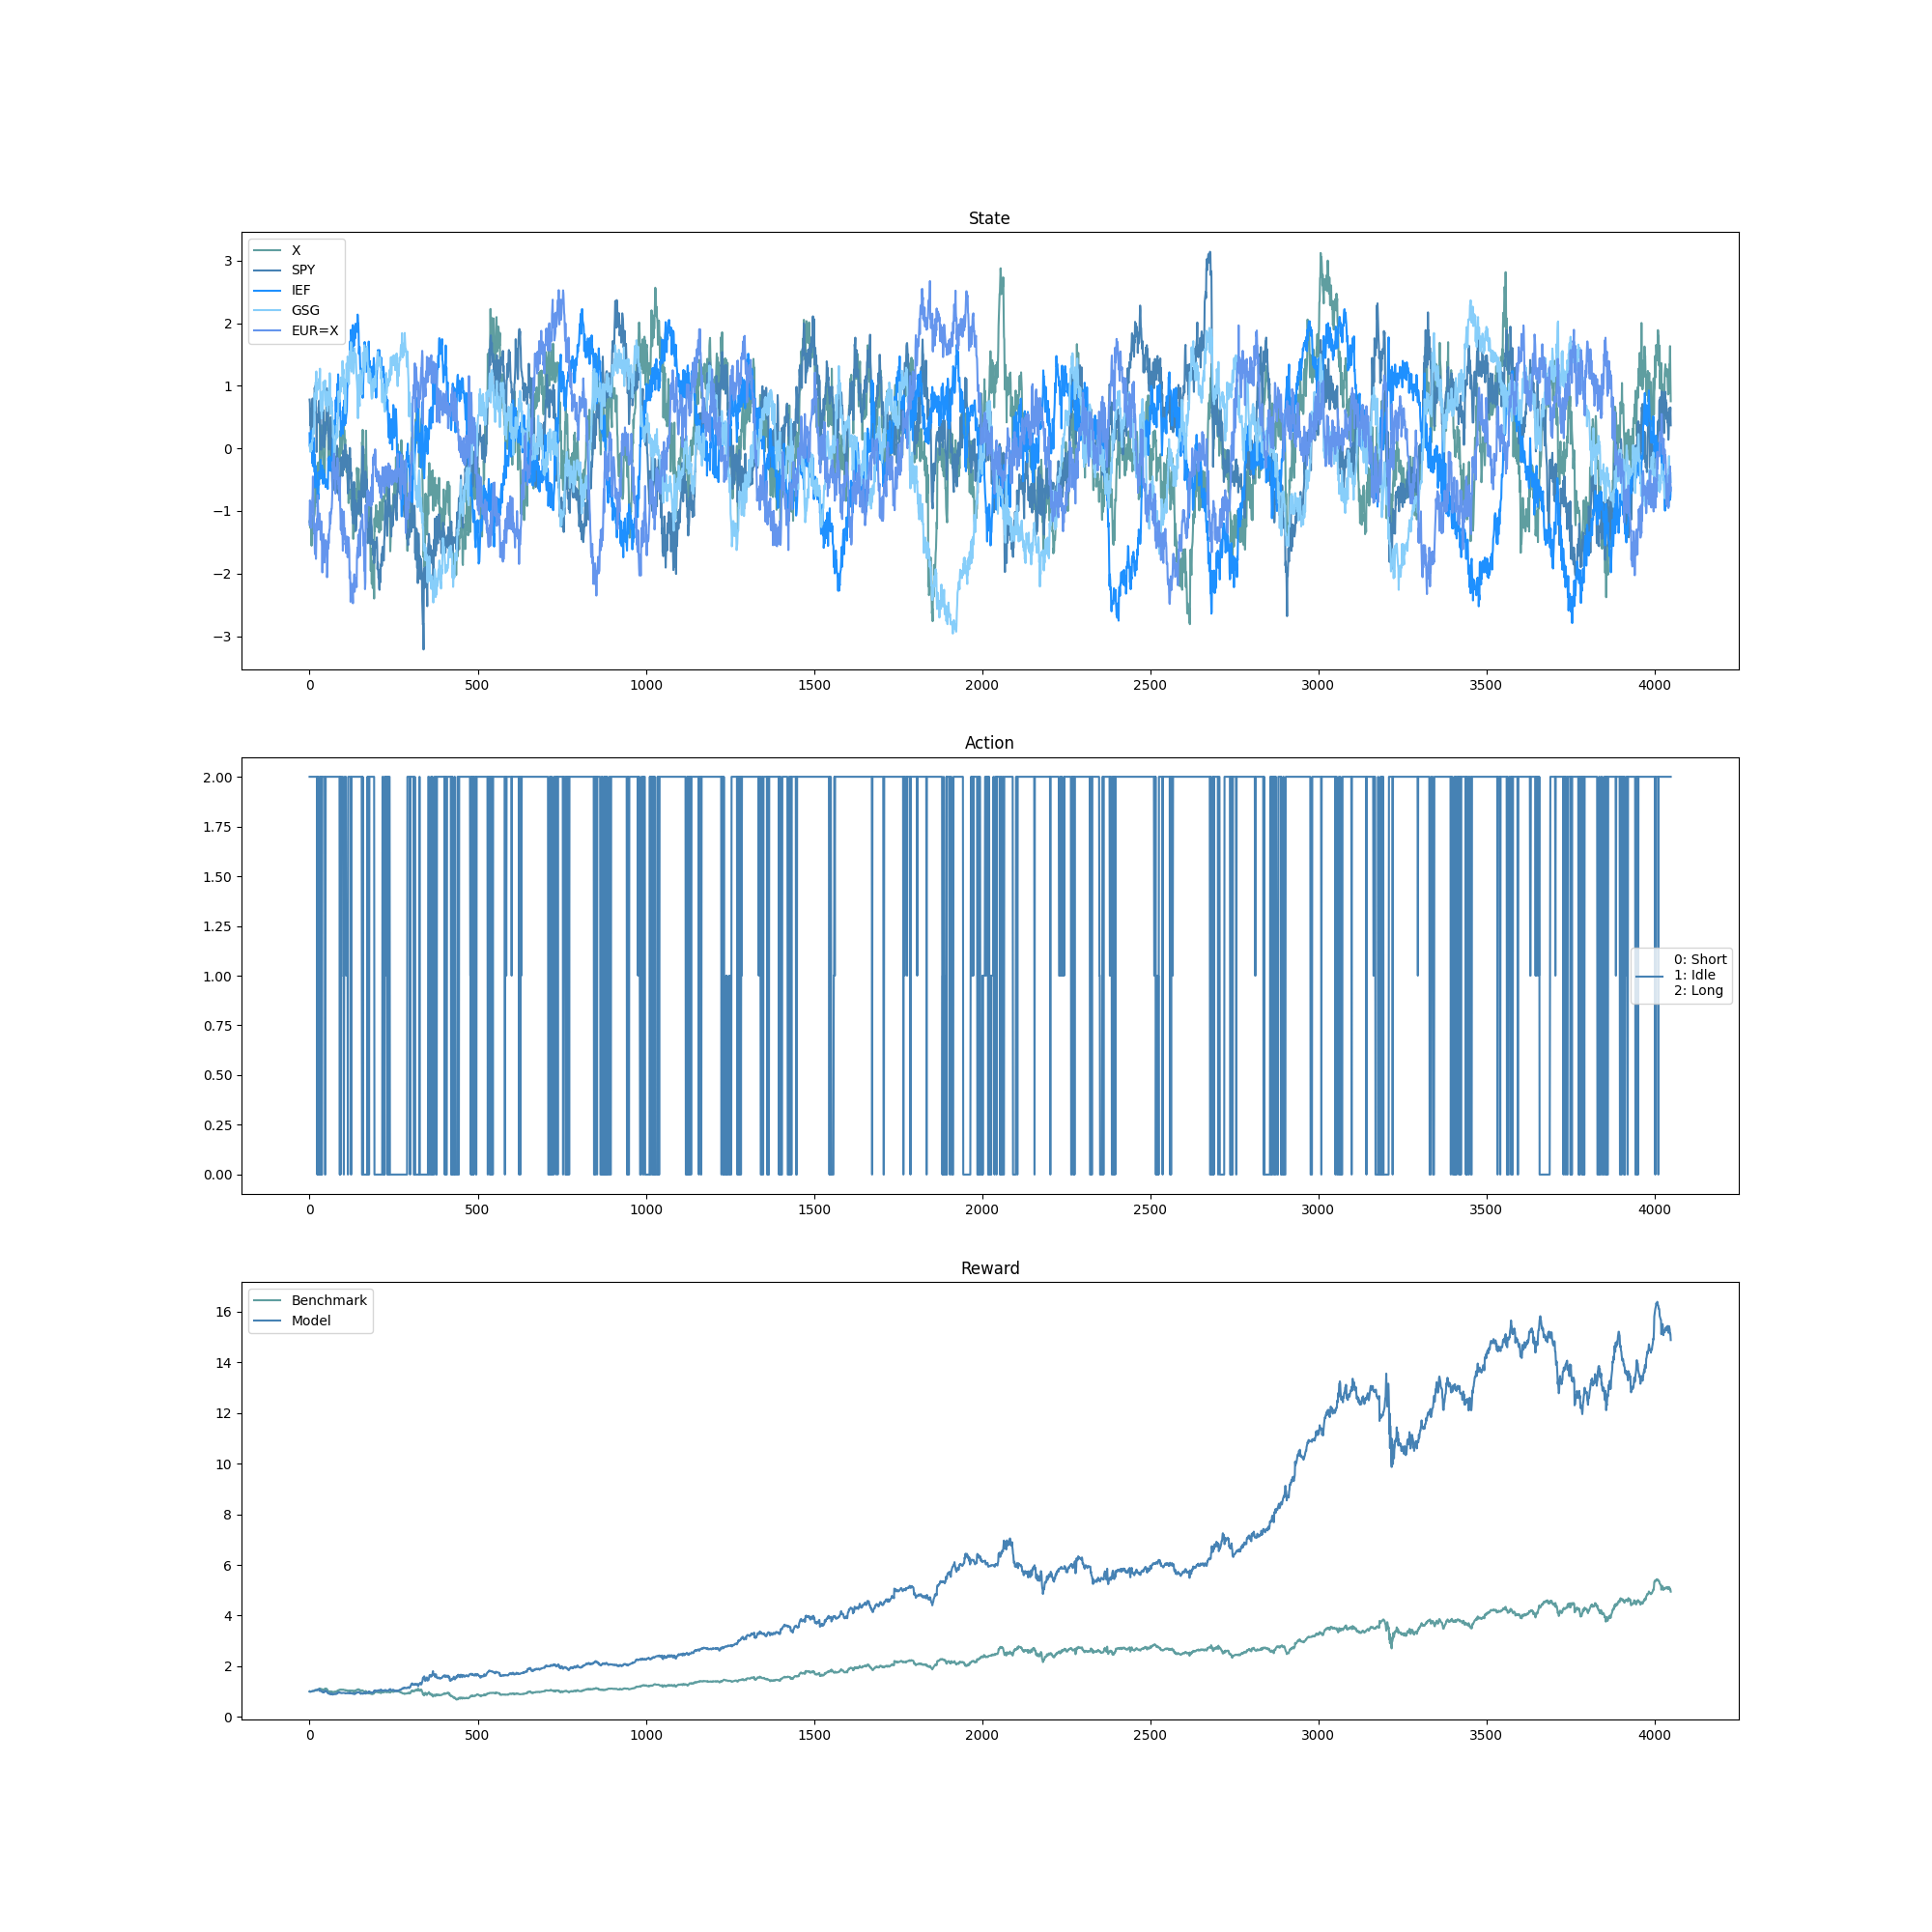 State
3
2
1
0
−1
−2
−3
X
SPY
IEF
GSG
EUR=X
0 500 1000 1500 2000 2500 3000 3500 4000
Action
2.00
1.75
1.50
1.25
1.00
0.75
0.50
0.25
0.00
0: Short
1: Idle
2: Long
0 500 1000 1500 2000 2500 3000 3500 4000
Reward
16
14
12
10
8
6
4
2
0
Benchmark
Model
0 500 1000 1500 2000 2500 3000 3500 4000